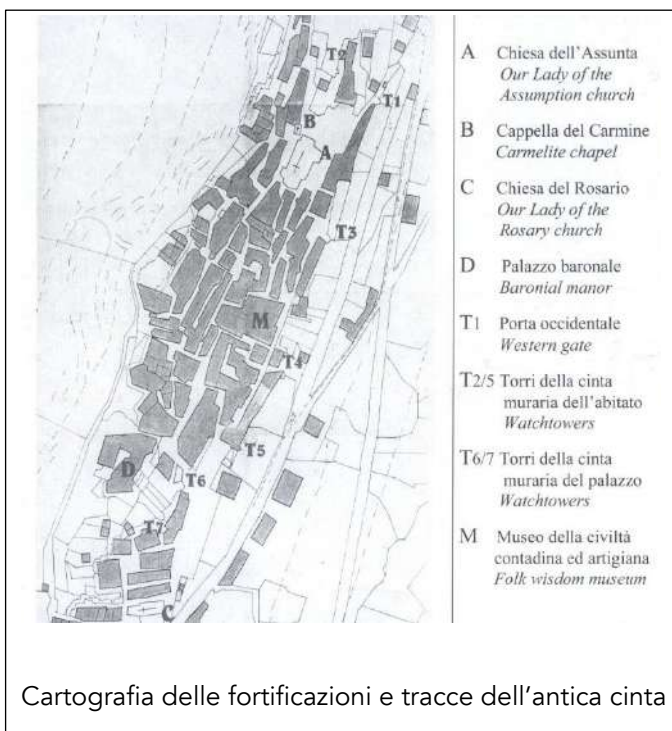 T2
T1
B
A
T3
M
T4
T5
D
T6
T7
C
A Chiesa dell'Assunta
Our Lady of the
Assumption church
B Cappella del Carmine
Carmelite chapel
C Chiesa del Rosario
Our Lady of the
Rosary church
D Palazzo baronale
Baronial manor
T1 Porta occidentale
Western gate
T2/5 Torri della cinta
muraria dell'abitato
Watchtowers
T6/7 Torri della cinta
muraria del palazzo
Watchtowers
M Museo della civiltà
contadina ed artigiana
Folk wisdom museum
Cartografia delle fortificazioni e tracce dell'antica cinta